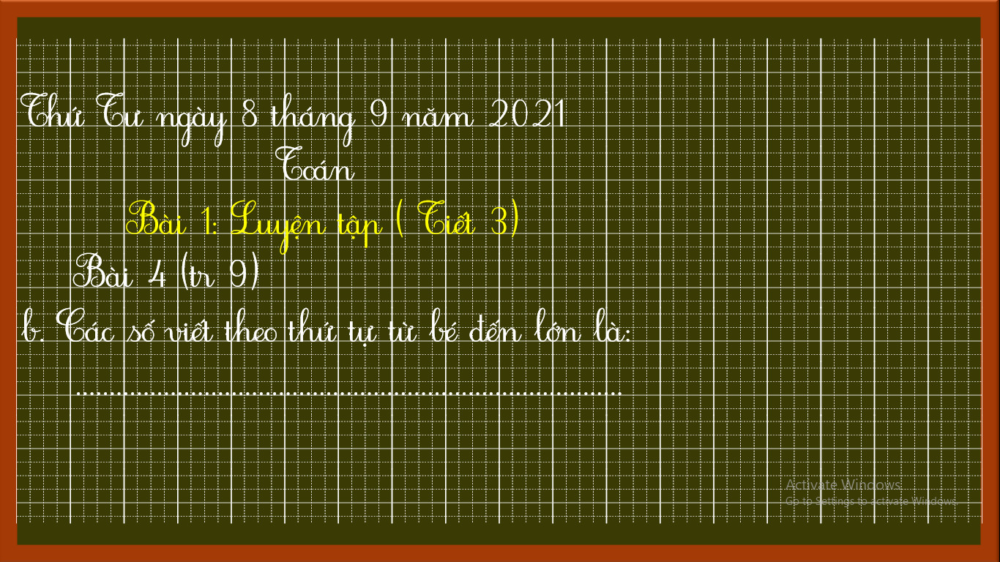 Thứ Tư ngày 8 tháng 9 năm 2021
Toán
Bài 1: Luyện tập ( Tiết 3)
Bài 4 (tr 9)
b. Các số viết theo thứ tự từ bé đến lớn là:
................................................................................
Activate Windows
Go to Settings to activate Windows.